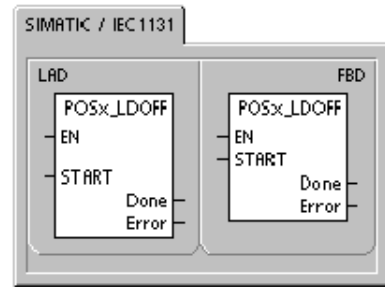 SIMATIC / IEC 1131
LAD
POSx_LDOFF
EN
START
Done
Error
FBD
POSx_LDOFF
EN
START
Done
Error